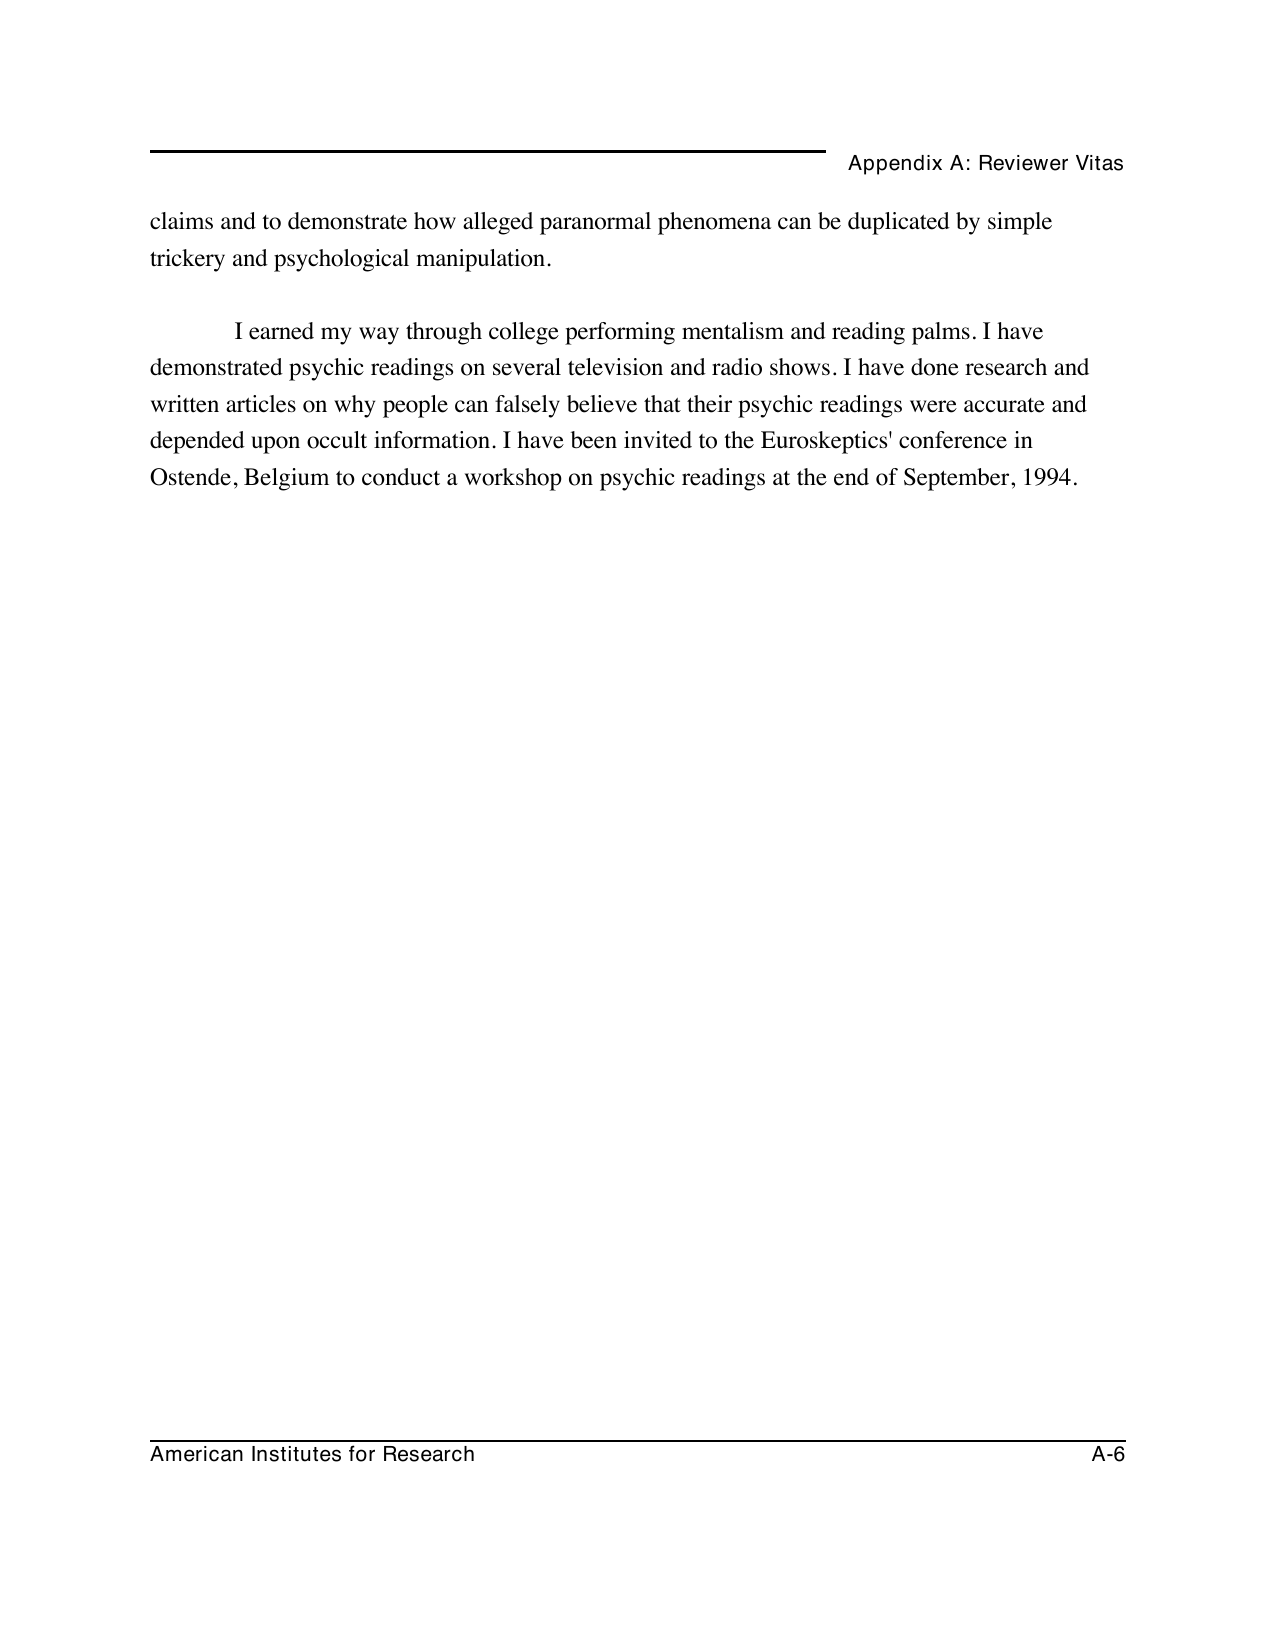 Appendix A: Reviewer Vitas
claims and to demonstrate how alleged paranormal phenomena can be duplicated by simple
trickery and psychological manipulation.
I earned my way through college performing mentalism and reading palms. I have
demonstrated psychic readings on several television and radio shows. I have done research and
written articles on why people can falsely believe that their psychic readings were accurate and
depended upon occult information. I have been invited to the Euroskeptics' conference in
Ostende, Belgium to conduct a workshop on psychic readings at the end of September, 1994.
American Institutes for Research A-6